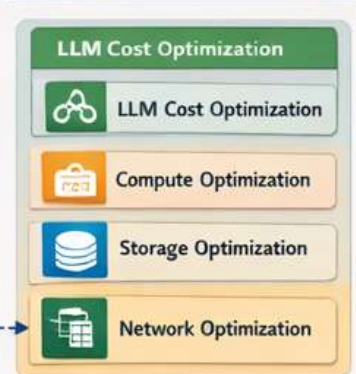 LLM Cost Optimization
LLM Cost Optimization
Compute Optimization
Storage Optimization
Network Optimization